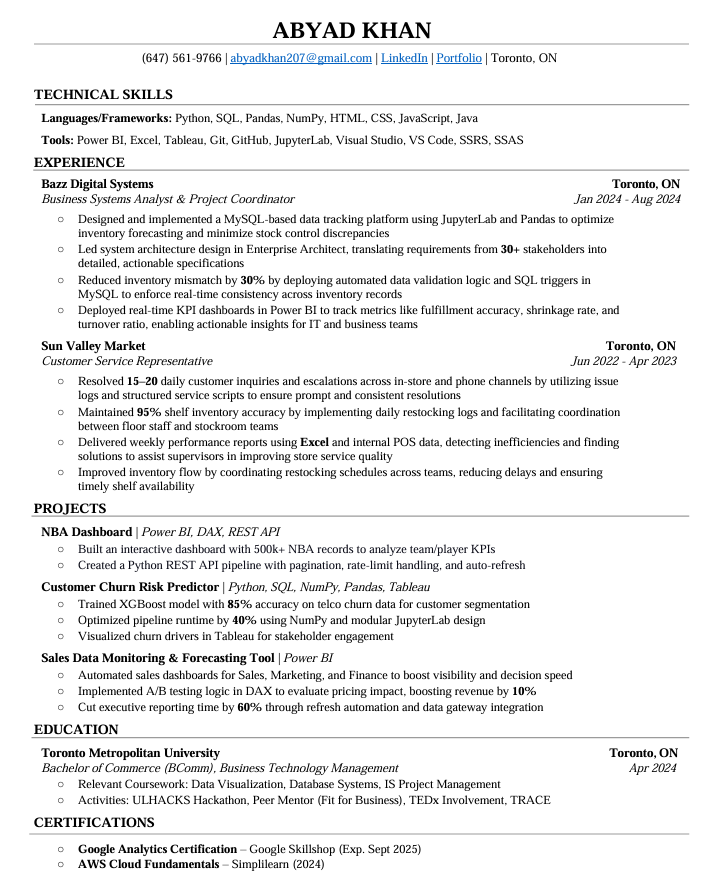 ABYAD KHAN
(647) 561-9766 | abyadkhan207@gmail.com | LinkedIn | Portfolio | Toronto, ON
TECHNICAL SKILLS
Languages/Frameworks: Python, SQL, Pandas, NumPy, HTML, CSS, JavaScript, Java
Tools: Power BI, Excel, Tableau, Git, GitHub, JupyterLab, Visual Studio, VS Code, SSRS, SSAS
EXPERIENCE
Bazz Digital Systems Toronto, ON
Business Systems Analyst & Project Coordinator Jan 2024 - Aug 2024
○ Designed and implemented a MySQL-based data tracking platform using JupyterLab and Pandas to optimize
inventory forecasting and minimize stock control discrepancies
○ Led system architecture design in Enterprise Architect, translating requirements from 30+ stakeholders into
detailed, actionable specifications
○ Reduced inventory mismatch by 30% by deploying automated data validation logic and SQL triggers in
MySQL to enforce real-time consistency across inventory records
○ Deployed real-time KPI dashboards in Power BI to track metrics like fulfillment accuracy, shrinkage rate, and
turnover ratio, enabling actionable insights for IT and business teams
Sun Valley Market Toronto, ON
Customer Service Representative Jun 2022 - Apr 2023
○ Resolved 15–20 daily customer inquiries and escalations across in-store and phone channels by utilizing issue
logs and structured service scripts to ensure prompt and consistent resolutions
○ Maintained 95% shelf inventory accuracy by implementing daily restocking logs and facilitating coordination
between floor staff and stockroom teams
○ Delivered weekly performance reports using Excel and internal POS data, detecting inefficiencies and finding
solutions to assist supervisors in improving store service quality
○ Improved inventory flow by coordinating restocking schedules across teams, reducing delays and ensuring
timely shelf availability
PROJECTS
NBA Dashboard | Power BI, DAX, REST API
○ Built an interactive dashboard with 500k+ NBA records to analyze team/player KPIs
○ Created a Python REST API pipeline with pagination, rate-limit handling, and auto-refresh
Customer Churn Risk Predictor | Python, SQL, NumPy, Pandas, Tableau
○ Trained XGBoost model with 85% accuracy on telco churn data for customer segmentation
○ Optimized pipeline runtime by 40% using NumPy and modular JupyterLab design
○ Visualized churn drivers in Tableau for stakeholder engagement
Sales Data Monitoring & Forecasting Tool | Power BI
○ Automated sales dashboards for Sales, Marketing, and Finance to boost visibility and decision speed
○ Implemented A/B testing logic in DAX to evaluate pricing impact, boosting revenue by 10%
○ Cut executive reporting time by 60% through refresh automation and data gateway integration
EDUCATION
Toronto Metropolitan University Toronto, ON
Bachelor of Commerce (BComm), Business Technology Management Apr 2024
○ Relevant Coursework: Data Visualization, Database Systems, IS Project Management
○ Activities: ULHACKS Hackathon, Peer Mentor (Fit for Business), TEDx Involvement, TRACE
CERTIFICATIONS
○ Google Analytics Certification – Google Skillshop (Exp. Sept 2025)
○ AWS Cloud Fundamentals – Simplilearn (2024)